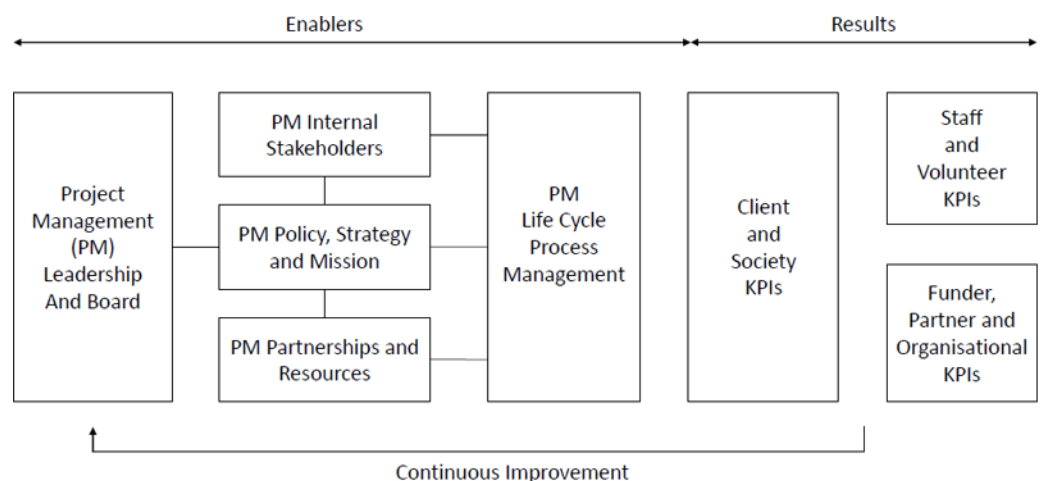 Enablers
Results
Project
Management
(PM)
Leadership
And Board
PM Internal
Stakeholders
PM Policy, Strategy
and Mission
PM Partnerships and
Resources
PM
Life Cycle
Process
Management
Client
and
Society
KPIs
Staff
and
Volunteer
KPIs
Funder,
Partner and
Organisational
KPIs
Continuous Improvement